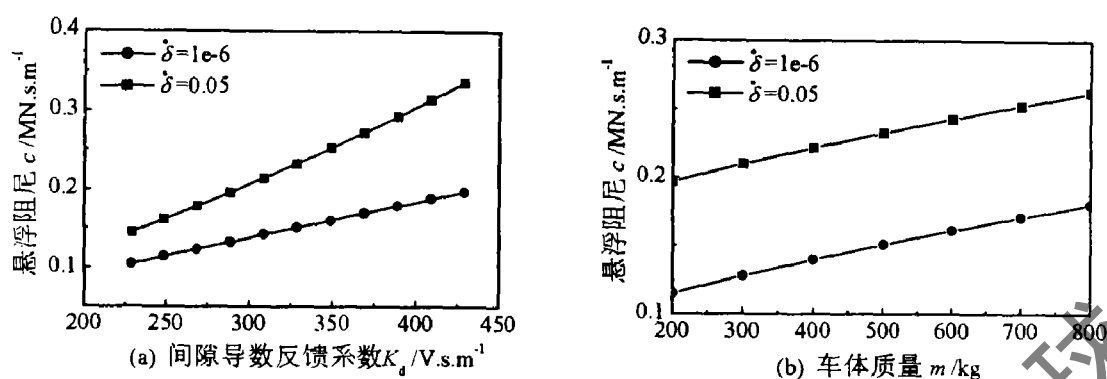 0.4
0.3
0.2
0.1
悬浮阻尼 c /MN.s.m⁻¹
δ̇=1e-6
δ̇=0.05
200 250 300 350 400 450
(a) 间隙导数反馈系数K_d /V.s.m⁻¹
0.3
0.2
0.1
悬浮阻尼 c /MN.s.m⁻¹
δ̇=1e-6
δ̇=0.05
200 300 400 500 600 700 800
(b) 车体质量 m /kg